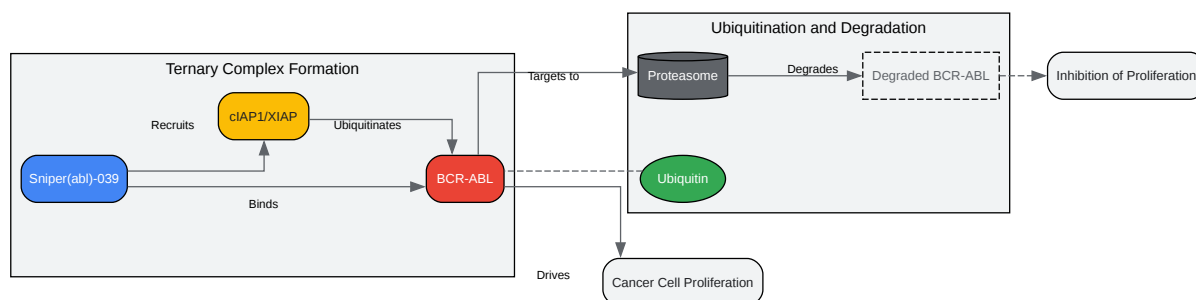 Ubiquitination and Degradation
Ternary Complex Formation
Targets to
Proteasome
Degrades
Degraded BCR-ABL
Inhibition of Proliferation
cIAP1/XIAP
Recruits
Ubiquitinates
Sniper(abl)-039
BCR-ABL
Ubiquitin
Binds
Drives
Cancer Cell Proliferation